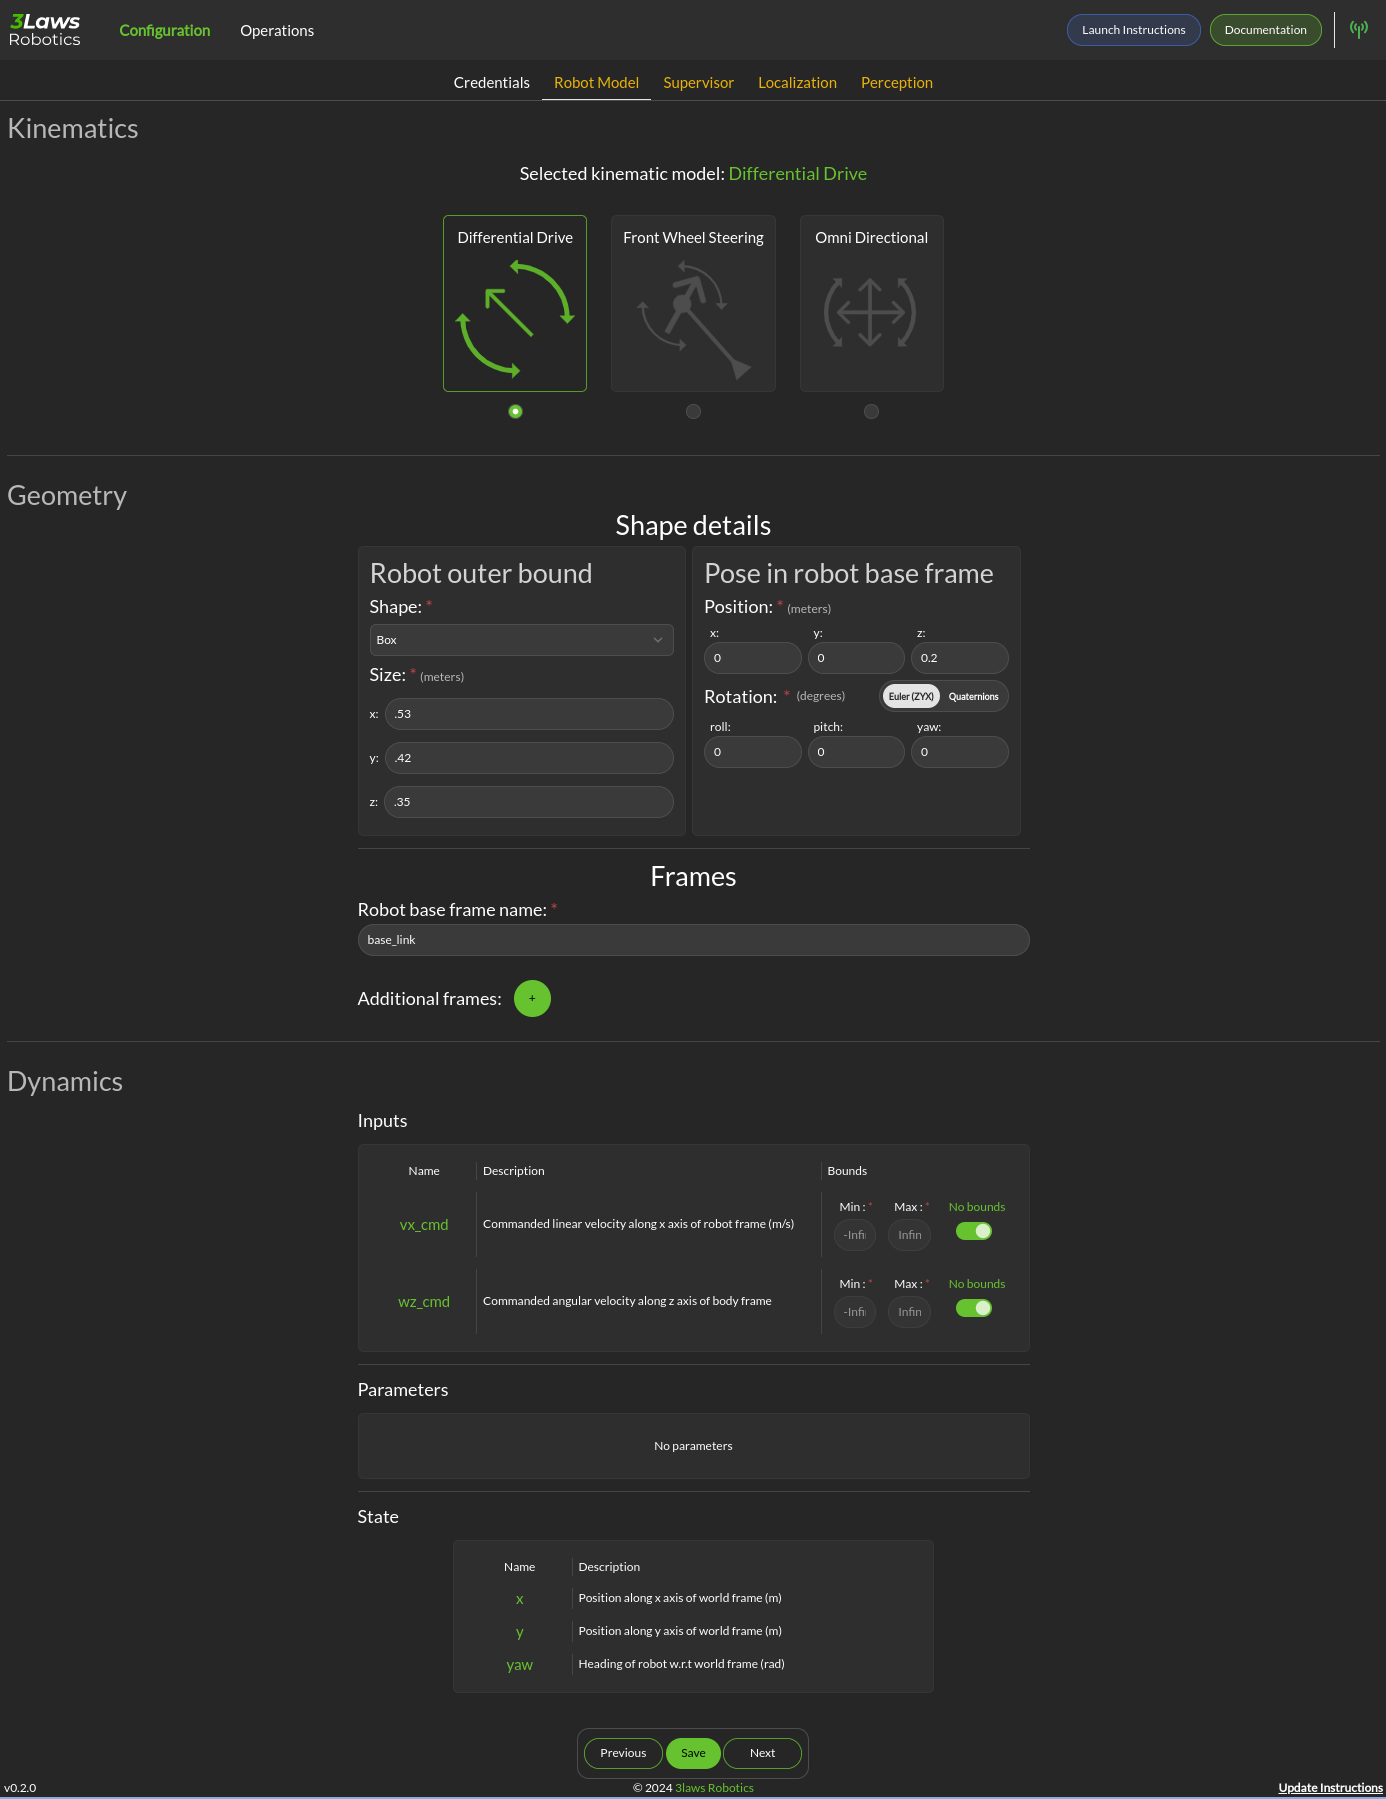 3Laws
Robotics
Configuration Operations Launch Instructions Documentation
Credentials Robot Model Supervisor Localization Perception
Kinematics
Selected kinematic model: Differential Drive
Differential Drive Front Wheel Steering Omni Directional
Geometry
Shape details
Robot outer bound
Shape: *
Box
Size: * (meters)
x: .53
y: .42
z: .35
Pose in robot base frame
Position: * (meters)
x: y: z:
0 0 0.2
Rotation: * (degrees) Euler (ZYX) Quaternions
roll: pitch: yaw:
0 0 0
Frames
Robot base frame name: *
base_link
Additional frames: +
Dynamics
Inputs
Name Description Bounds
Min : * Max : * No bounds
vx_cmd Commanded linear velocity along x axis of robot frame (m/s) -Infi Infin
Min : * Max : * No bounds
wz_cmd Commanded angular velocity along z axis of body frame -Infi Infin
Parameters
No parameters
State
Name Description
x Position along x axis of world frame (m)
y Position along y axis of world frame (m)
yaw Heading of robot w.r.t world frame (rad)
Previous Save Next
v0.2.0 © 2024 3laws Robotics Update Instructions